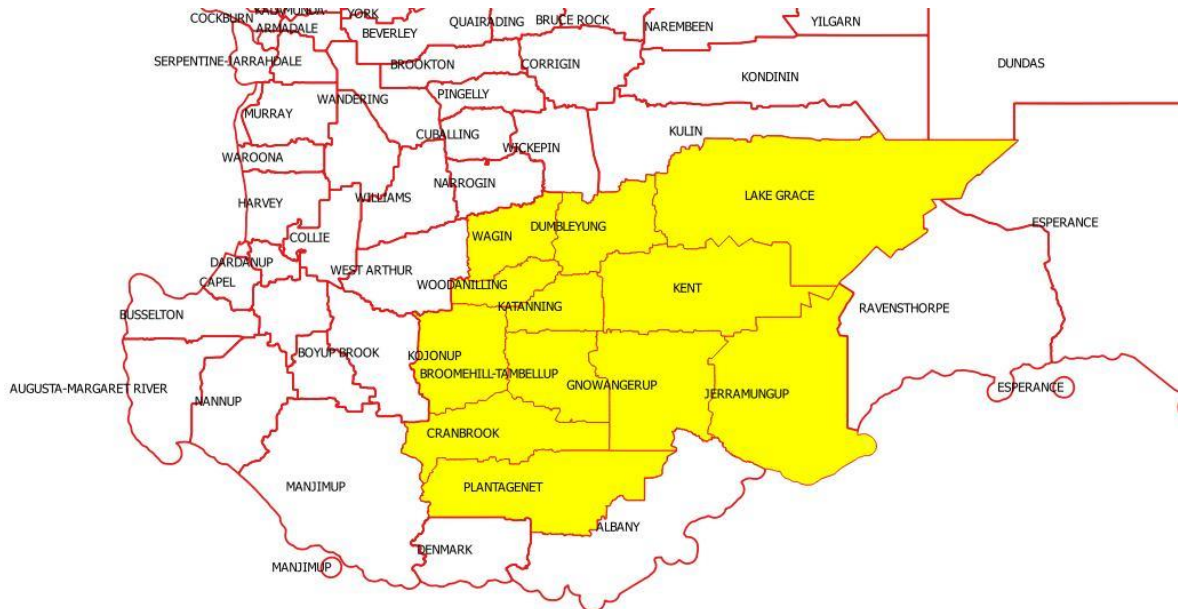 COCKBURN
KALAMUNDA
YORK
QUAIRADING
BRUCE ROCK
NAREMBEEN
YILGARN
ARMADALE
BEVERLEY
SERPENTINE-JARRAHDALE
BROOKTON
CORRIGIN
KONDININ
DUNDAS
PINGELLY
WANDERING
MURRAY
CUBALLING
KULIN
WICKEPIN
WAROONA
NARROGIN
WILLIAMS
LAKE GRACE
HARVEY
ESPERANCE
DUMBLEYUNG
WAGIN
COLLIE
DARDANUP
WEST ARTHUR
CAPEL
WOODANILLING
KENT
KATANNING
RAVENSTHORPE
BUSSELTON
BOYUP BROOK
KOJONUP
BROOMEHILL-TAMBELLUP
GNOWANGERUP
ESPERANCE
AUGUSTA-MARGARET RIVER
JERRAMUNGUP
NANNUP
CRANBROOK
MANJIMUP
PLANTAGENET
ALBANY
DENMARK
MANJIMUP